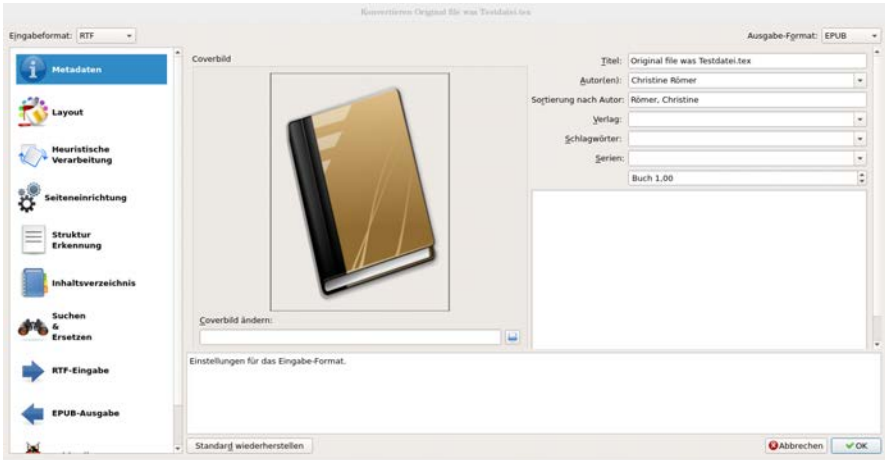 Konvertieren Original file was Testdatei.tex
Eingabeformat: RTF
Ausgabe-Format: EPUB
Metadaten
Layout
Heuristische
Verarbeitung
Seiteneinrichtung
Struktur
Erkennung
Inhaltsverzeichnis
Suchen
&
Ersetzen
RTF-Eingabe
EPUB-Ausgabe
Coverbild
Coverbild ändern:
Titel: Original file was Testdatei.tex
Autor(en): Christine Römer
Sortierung nach Autor: Römer, Christine
Verlag:
Schlagwörter:
Serien:
Buch 1,00
Einstellungen für das Eingabe-Format.
Standard wiederherstellen
Abbrechen
OK